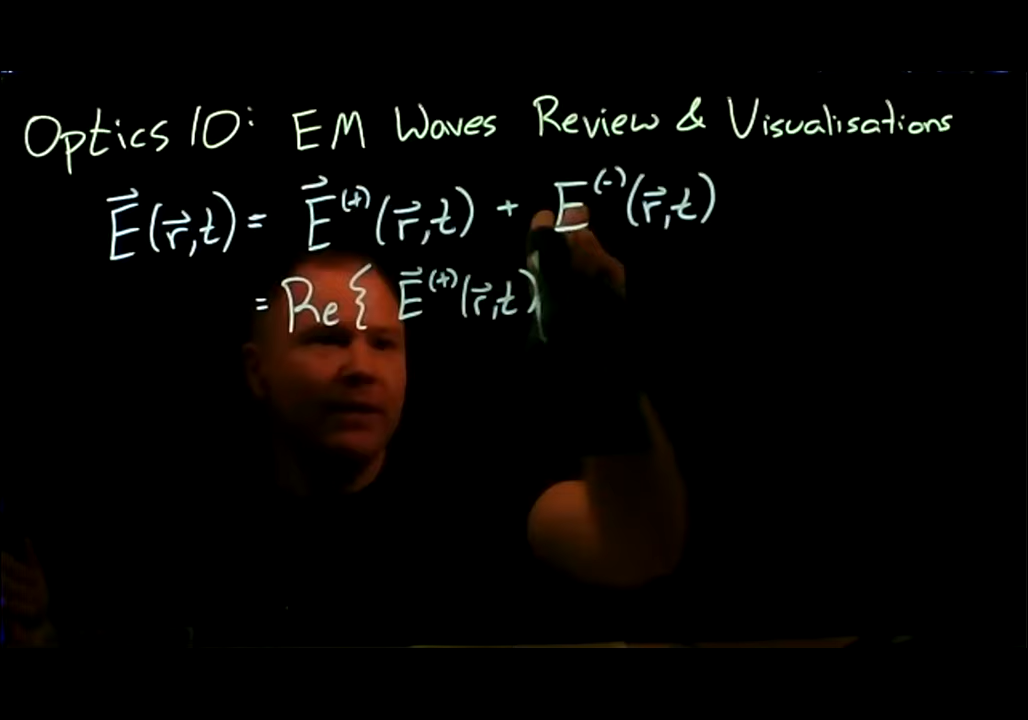 Optics 10: EM Waves Review & Visualisations
E⃗(r⃗,t) = E⃗⁽⁺⁾(r⃗,t) + E⁽⁻⁾(r⃗,t)
= Re{ E⃗⁽⁺⁾(r⃗,t)